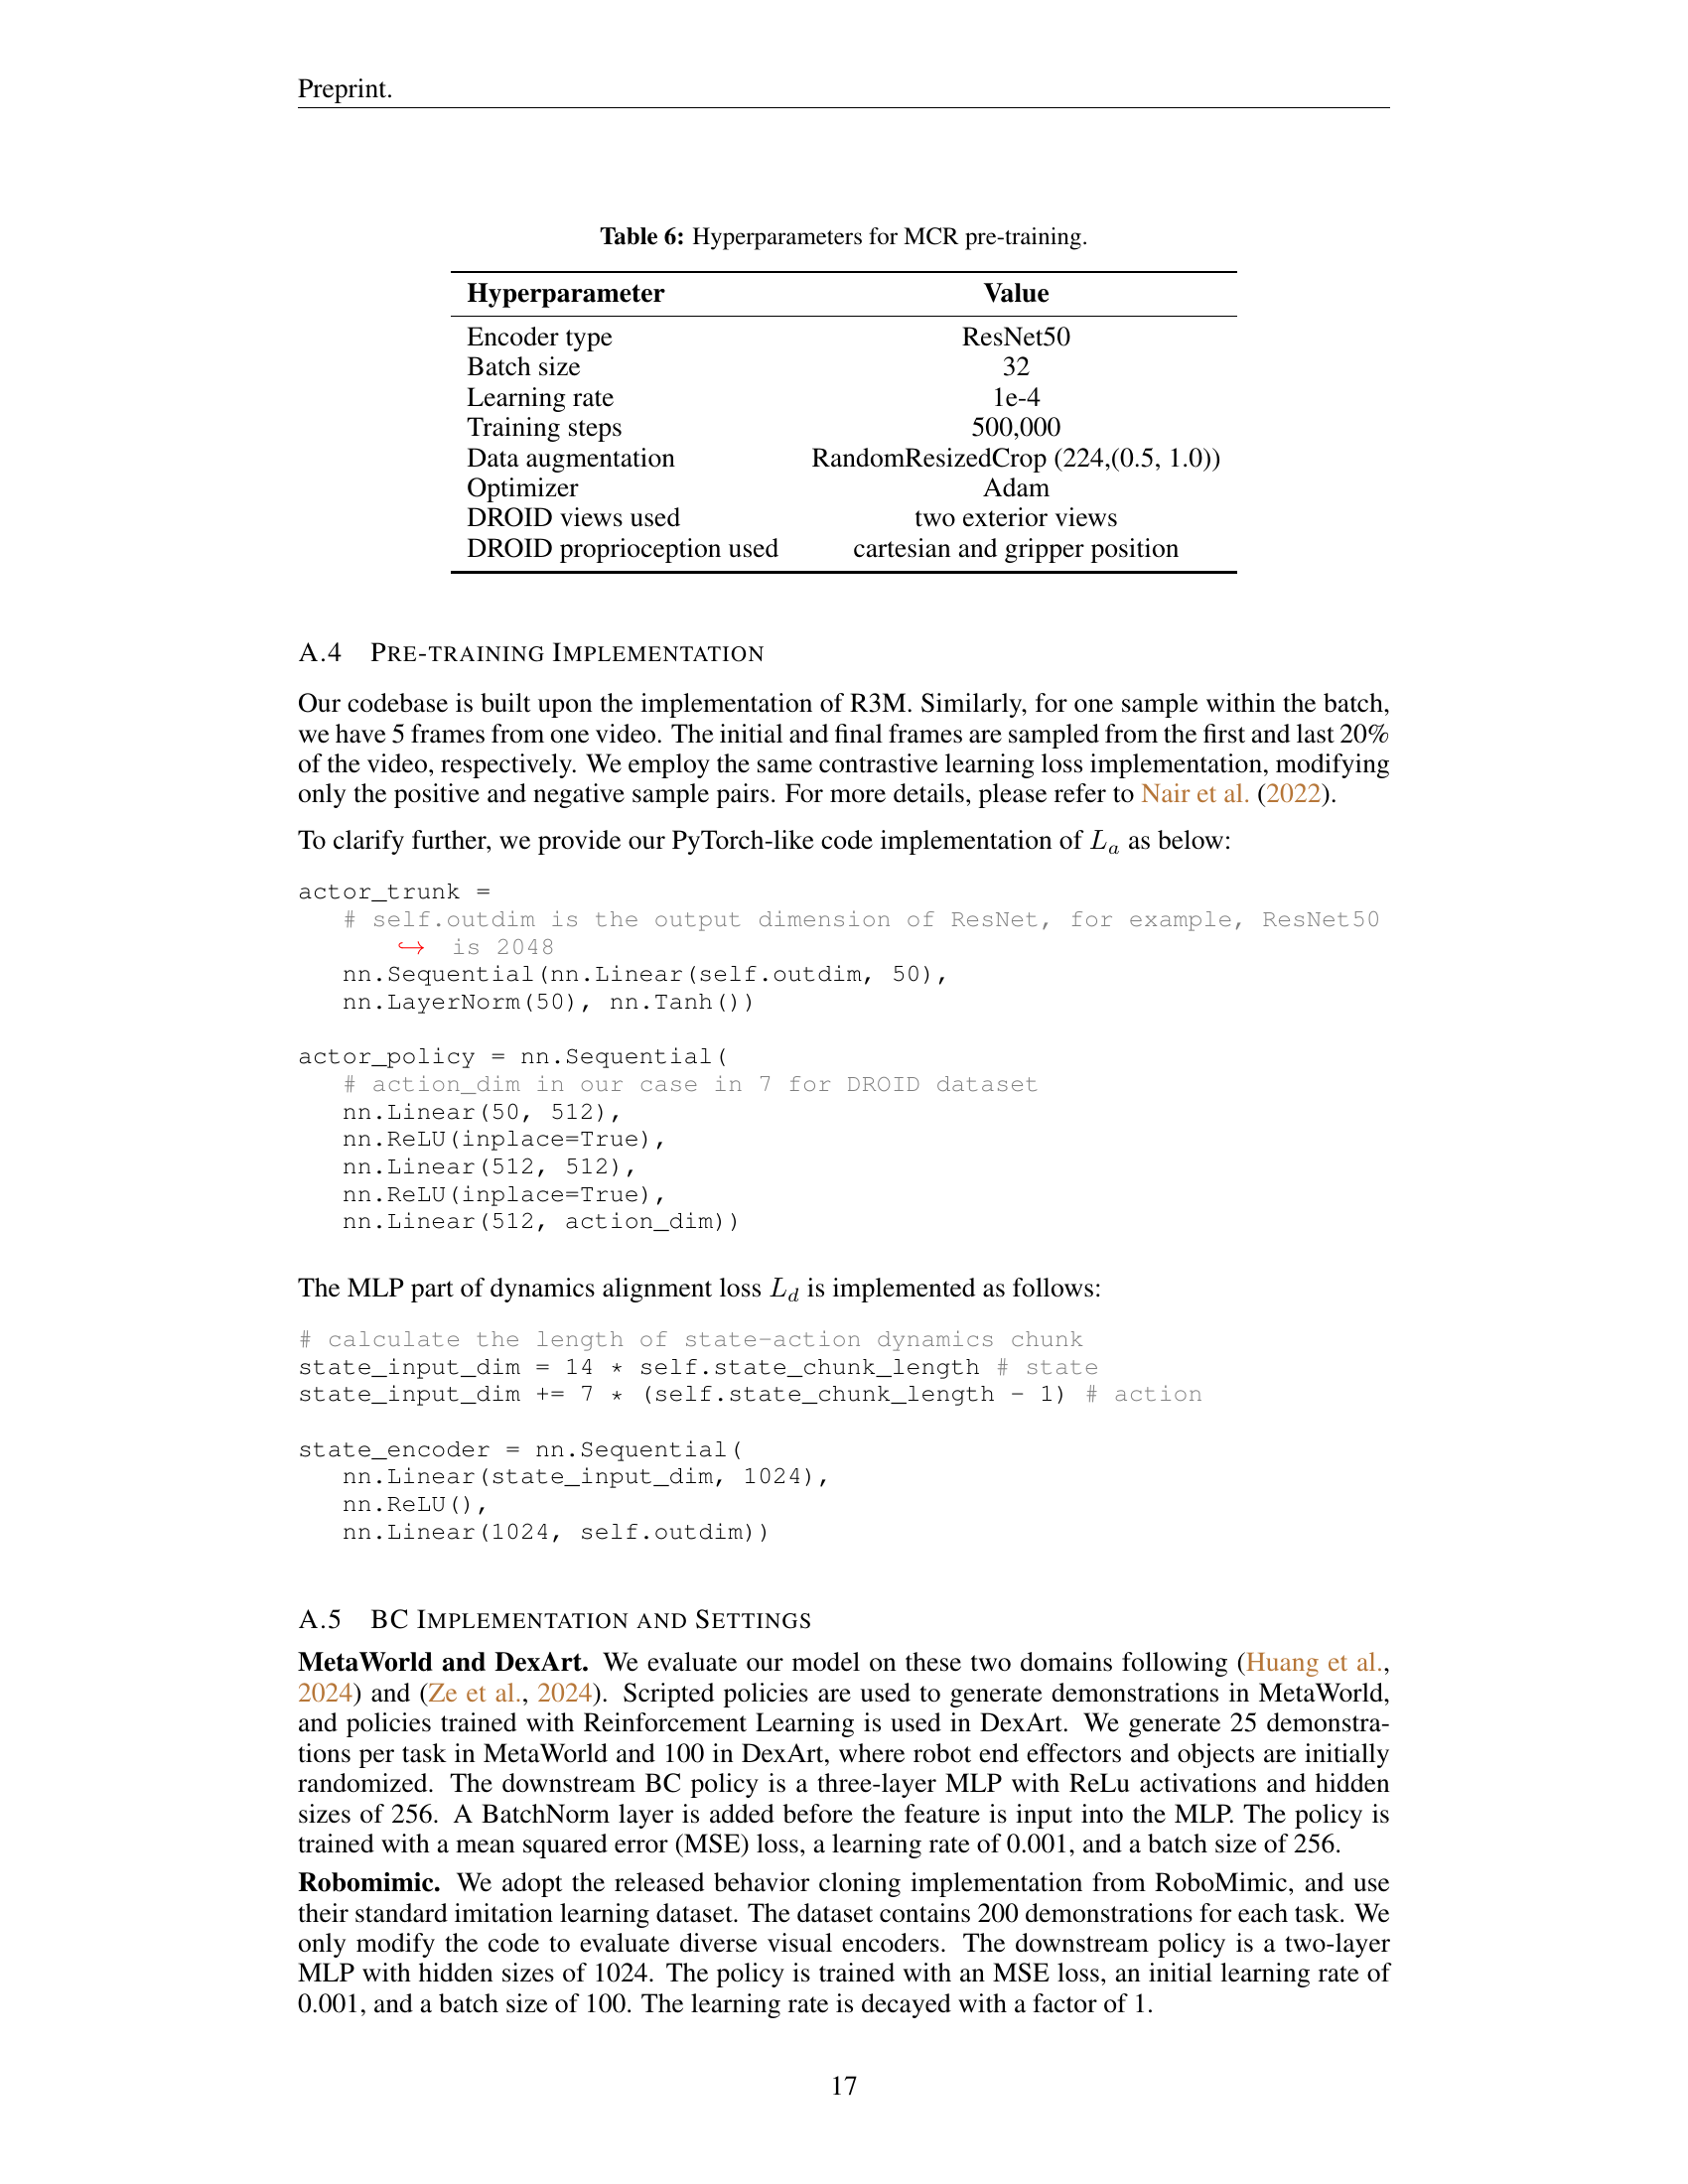 Preprint.
Table 6: Hyperparameters for MCR pre-training.
Hyperparameter Value
Encoder type ResNet50
Batch size 32
Learning rate 1e-4
Training steps 500,000
Data augmentation RandomResizedCrop (224,(0.5, 1.0))
Optimizer Adam
DROID views used two exterior views
DROID proprioception used cartesian and gripper position
A.4 PRE-TRAINING IMPLEMENTATION
Our codebase is built upon the implementation of R3M. Similarly, for one sample within the batch,
we have 5 frames from one video. The initial and final frames are sampled from the first and last 20%
of the video, respectively. We employ the same contrastive learning loss implementation, modifying
only the positive and negative sample pairs. For more details, please refer to Nair et al. (2022).
To clarify further, we provide our PyTorch-like code implementation of L_a as below:
actor_trunk =
# self.outdim is the output dimension of ResNet, for example, ResNet50
↪ is 2048
nn.Sequential(nn.Linear(self.outdim, 50),
nn.LayerNorm(50), nn.Tanh())
actor_policy = nn.Sequential(
# action_dim in our case in 7 for DROID dataset
nn.Linear(50, 512),
nn.ReLU(inplace=True),
nn.Linear(512, 512),
nn.ReLU(inplace=True),
nn.Linear(512, action_dim))
The MLP part of dynamics alignment loss L_d is implemented as follows:
# calculate the length of state-action dynamics chunk
state_input_dim = 14 * self.state_chunk_length # state
state_input_dim += 7 * (self.state_chunk_length - 1) # action
state_encoder = nn.Sequential(
nn.Linear(state_input_dim, 1024),
nn.ReLU(),
nn.Linear(1024, self.outdim))
A.5 BC IMPLEMENTATION AND SETTINGS
MetaWorld and DexArt. We evaluate our model on these two domains following (Huang et al.,
2024) and (Ze et al., 2024). Scripted policies are used to generate demonstrations in MetaWorld,
and policies trained with Reinforcement Learning is used in DexArt. We generate 25 demonstra-
tions per task in MetaWorld and 100 in DexArt, where robot end effectors and objects are initially
randomized. The downstream BC policy is a three-layer MLP with ReLu activations and hidden
sizes of 256. A BatchNorm layer is added before the feature is input into the MLP. The policy is
trained with a mean squared error (MSE) loss, a learning rate of 0.001, and a batch size of 256.
Robomimic. We adopt the released behavior cloning implementation from RoboMimic, and use
their standard imitation learning dataset. The dataset contains 200 demonstrations for each task. We
only modify the code to evaluate diverse visual encoders. The downstream policy is a two-layer
MLP with hidden sizes of 1024. The policy is trained with an MSE loss, an initial learning rate of
0.001, and a batch size of 100. The learning rate is decayed with a factor of 1.
17